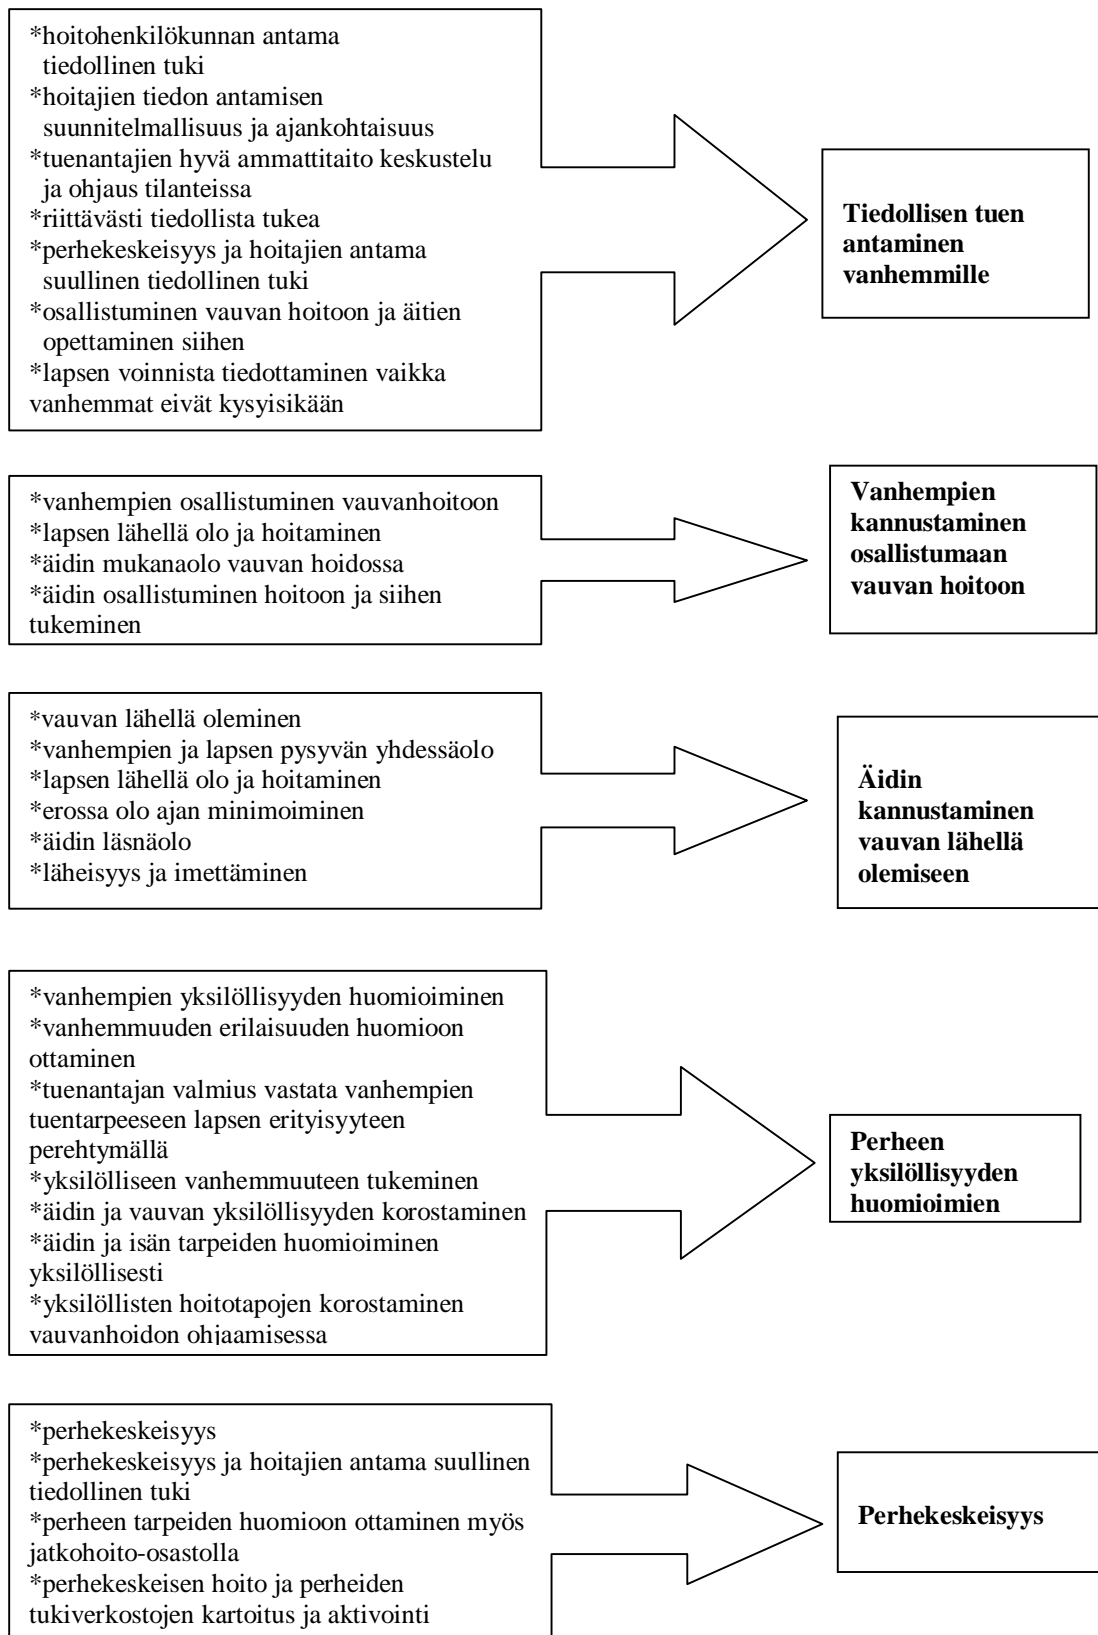 *hoitohenkilökunnan antama
tiedollinen tuki
*hoitajien tiedon antamisen
suunnitelmallisuus ja ajankohtaisuus
*tuenantajien hyvä ammattitaito keskustelu
ja ohjaus tilanteissa
*riittävästi tiedollista tukea
*perhekeskeisyys ja hoitajien antama
suullinen tiedollinen tuki
*osallistuminen vauvan hoitoon ja äitien
opettaminen siihen
*lapsen voinnista tiedottaminen vaikka
vanhemmat eivät kysyisikään
Tiedollisen tuen
antaminen
vanhemmille
*vanhempien osallistuminen vauvanhoitoon
*lapsen lähellä olo ja hoitaminen
*äidin mukanaolo vauvan hoidossa
*äidin osallistuminen hoitoon ja siihen
tukeminen
Vanhempien
kannustaminen
osallistumaan
vauvan hoitoon
*vauvan lähellä oleminen
*vanhempien ja lapsen pysyvän yhdessäolo
*lapsen lähellä olo ja hoitaminen
*erossa olo ajan minimoiminen
*äidin läsnäolo
*läheisyys ja imettäminen
Äidin
kannustaminen
vauvan lähellä
olemiseen
*vanhempien yksilöllisyyden huomioiminen
*vanhemmuuden erilaisuuden huomioon
ottaminen
*tuenantajan valmius vastata vanhempien
tuentarpeeseen lapsen erityisyyteen
perehtymällä
*yksilölliseen vanhemmuuteen tukeminen
*äidin ja vauvan yksilöllisyyden korostaminen
*äidin ja isän tarpeiden huomioiminen
yksilöllisesti
*yksilöllisten hoitotapojen korostaminen
vauvanhoidon ohjaamisessa
Perheen
yksilöllisyyden
huomioimien
*perhekeskeisyys
*perhekeskeisyys ja hoitajien antama suullinen
tiedollinen tuki
*perheen tarpeiden huomioon ottaminen myös
jatkohoito-osastolla
*perhekeskeisen hoito ja perheiden
tukiverkostojen kartoitus ja aktivointi
Perhekeskeisyys